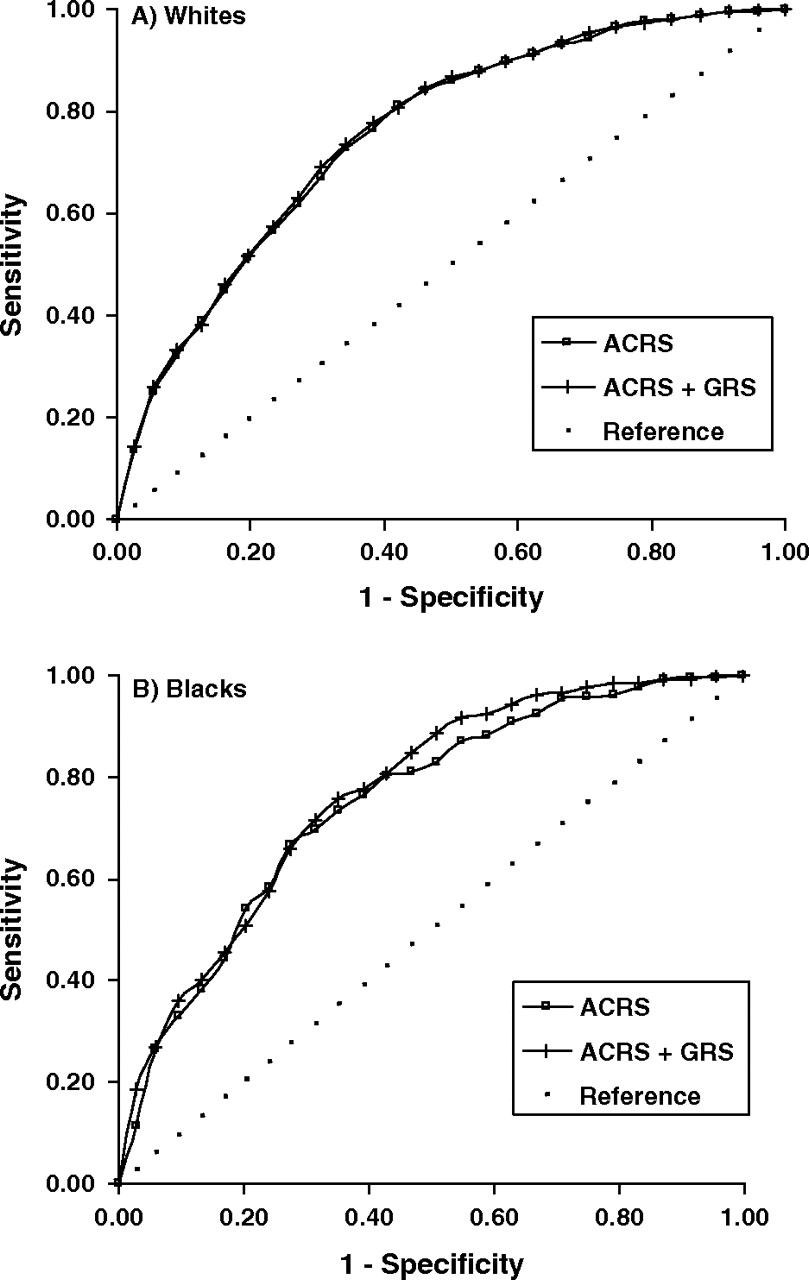 A) Whites
1.00
0.80
0.60
0.40
0.20
0.00
Sensitivity
ACRS
ACRS + GRS
Reference
0.00 0.20 0.40 0.60 0.80 1.00
1 - Specificity
B) Blacks
1.00
0.80
0.60
0.40
0.20
0.00
Sensitivity
ACRS
ACRS + GRS
Reference
0.00 0.20 0.40 0.60 0.80 1.00
1 - Specificity